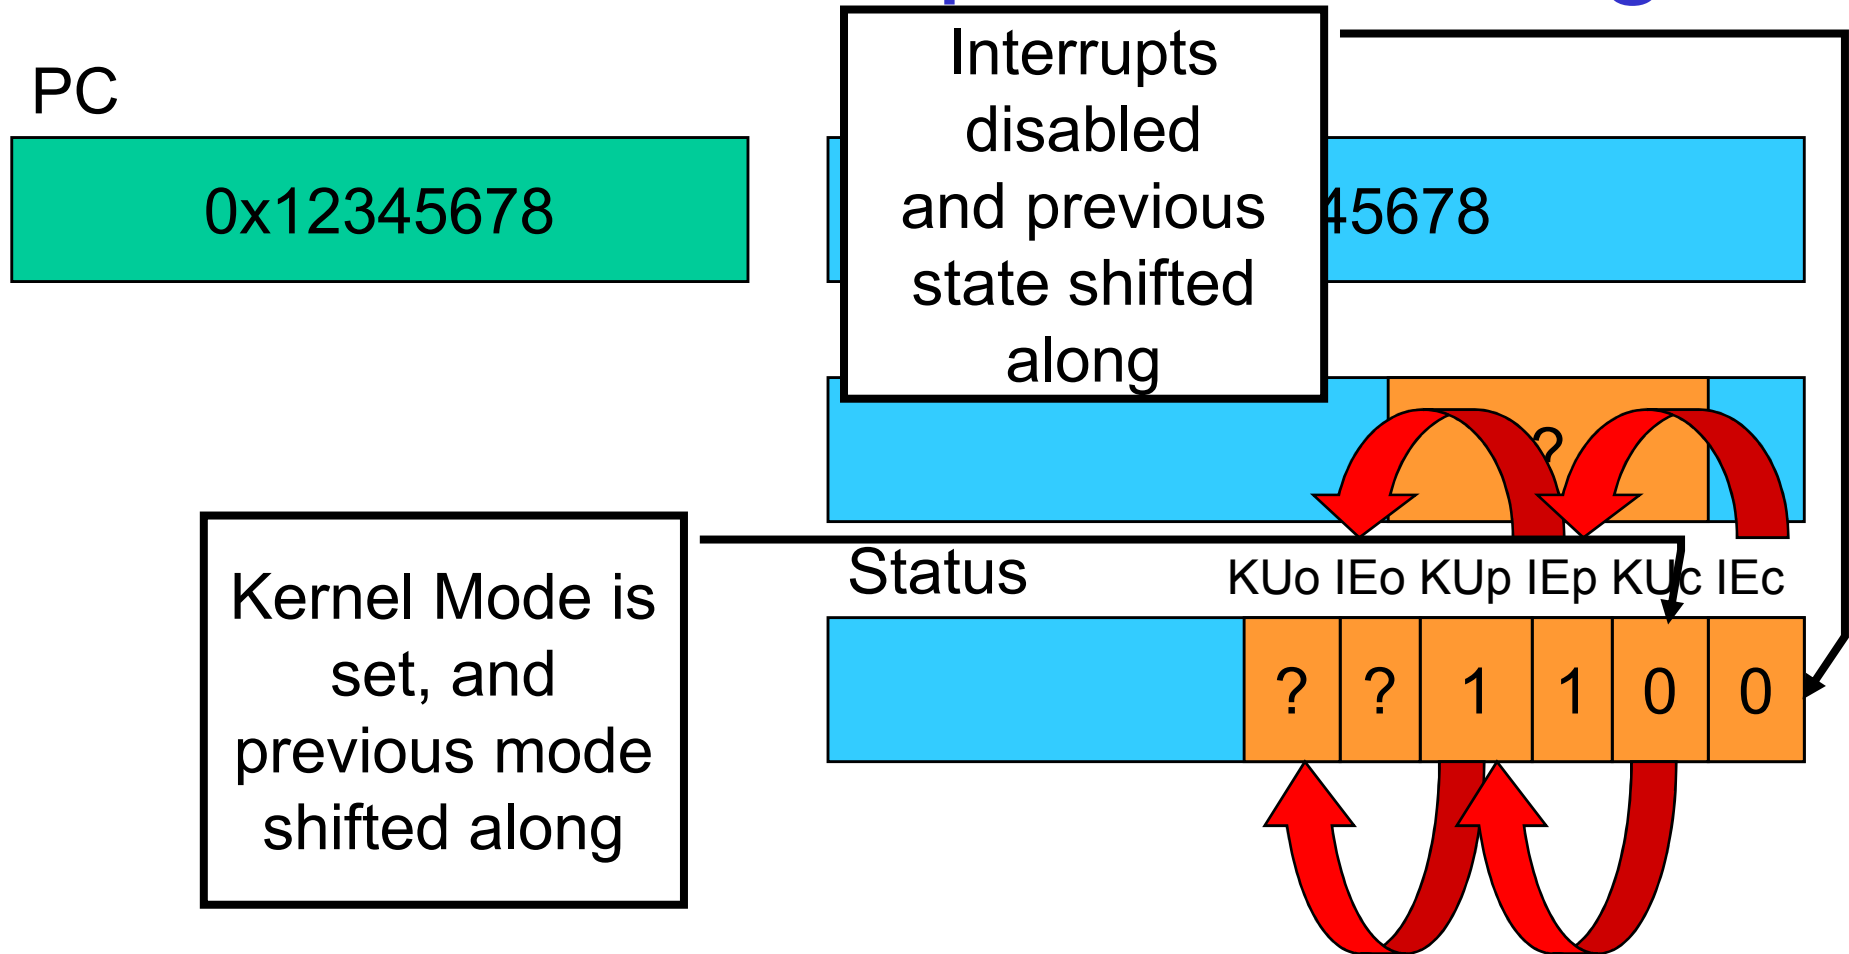 PC
Interrupts
disabled
and previous
state shifted
along
0x12345678
45678
?
Kernel Mode is
set, and
previous mode
shifted along
Status
KUo IEo KUp IEp KUc IEc
? ? 1 1 0 0